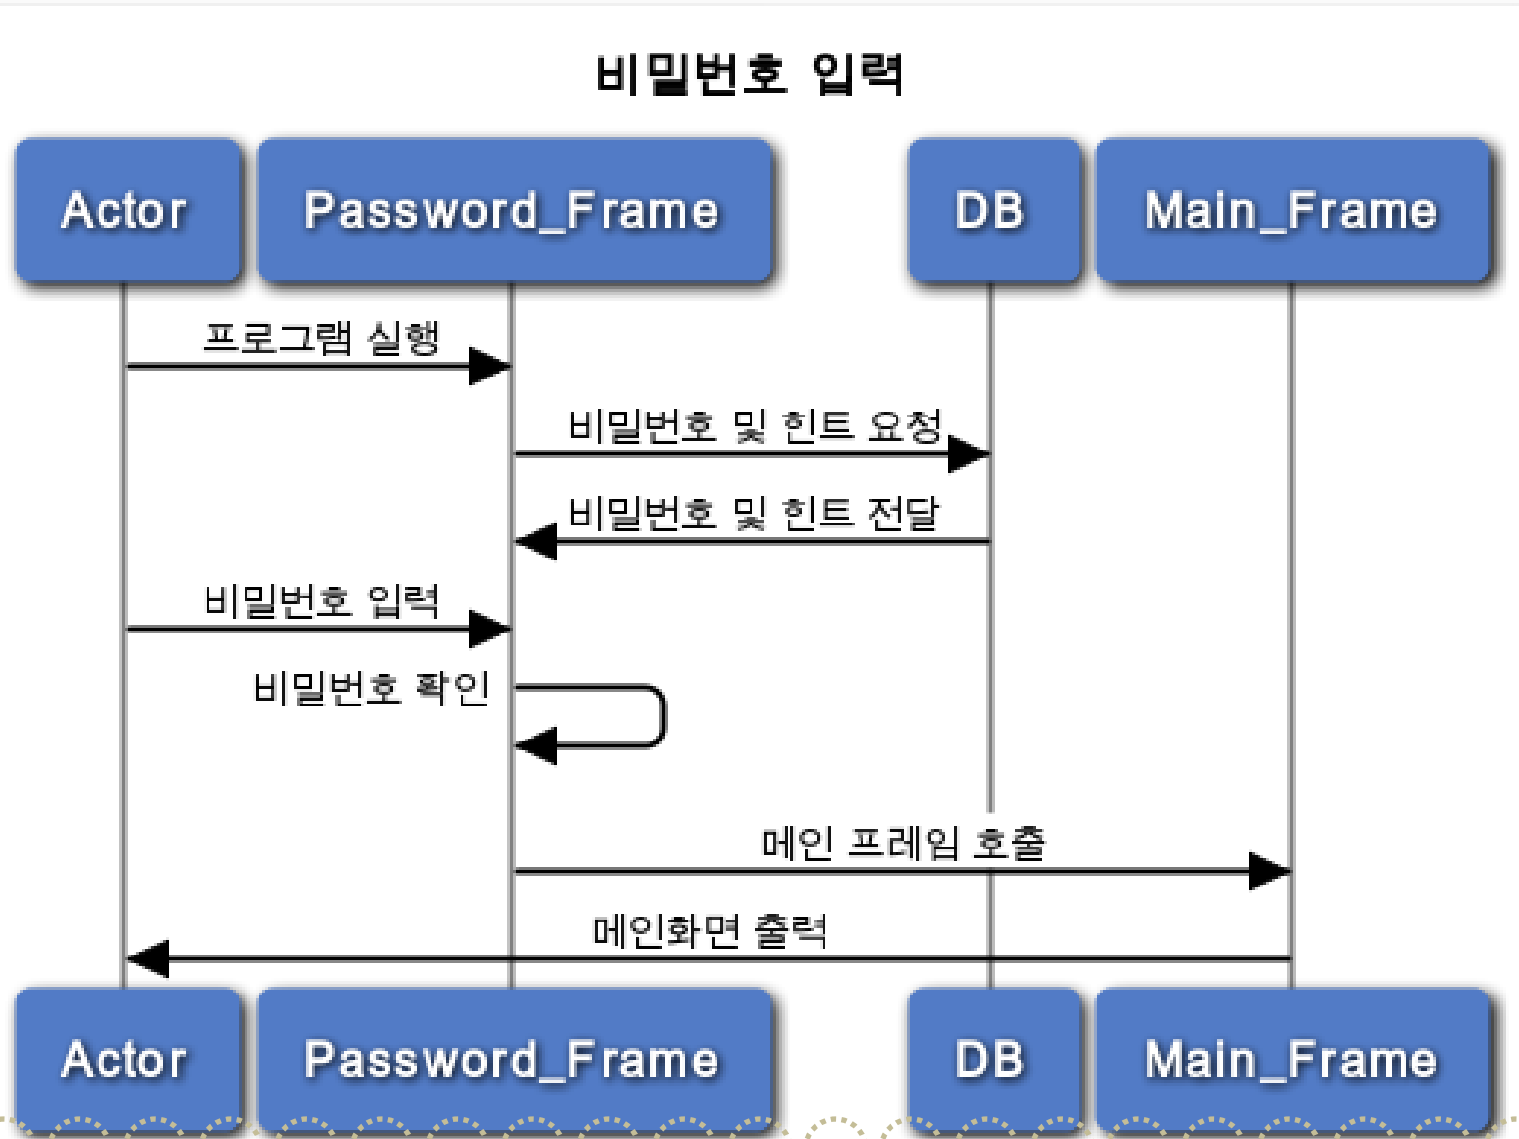 비밀번호 입력
Actor
Password_Frame
DB
Main_Frame
프로그램 실행
비밀번호 및 힌트 요청
비밀번호 및 힌트 전달
비밀번호 입력
비밀번호 확인
메인 프레임 호출
메인화면 출력
Actor
Password_Frame
DB
Main_Frame